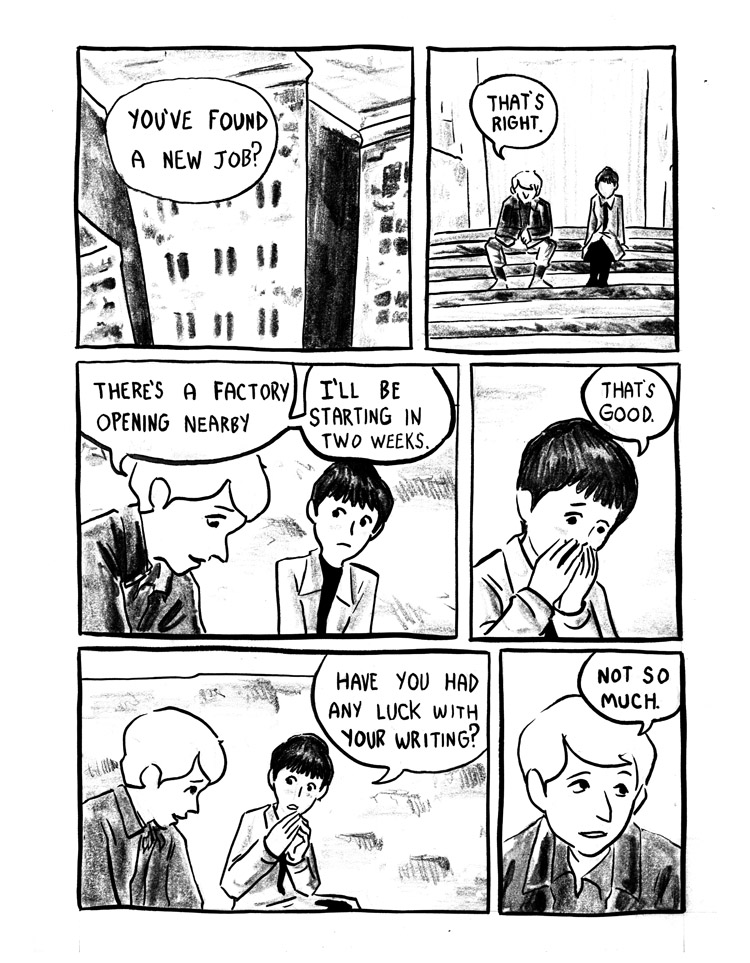 YOU'VE FOUND
A NEW JOB?
THAT'S
RIGHT.
THERE'S A FACTORY
OPENING NEARBY
I'LL BE
STARTING IN
TWO WEEKS.
THAT'S
GOOD.
HAVE YOU HAD
ANY LUCK WITH
YOUR WRITING?
NOT SO
MUCH.